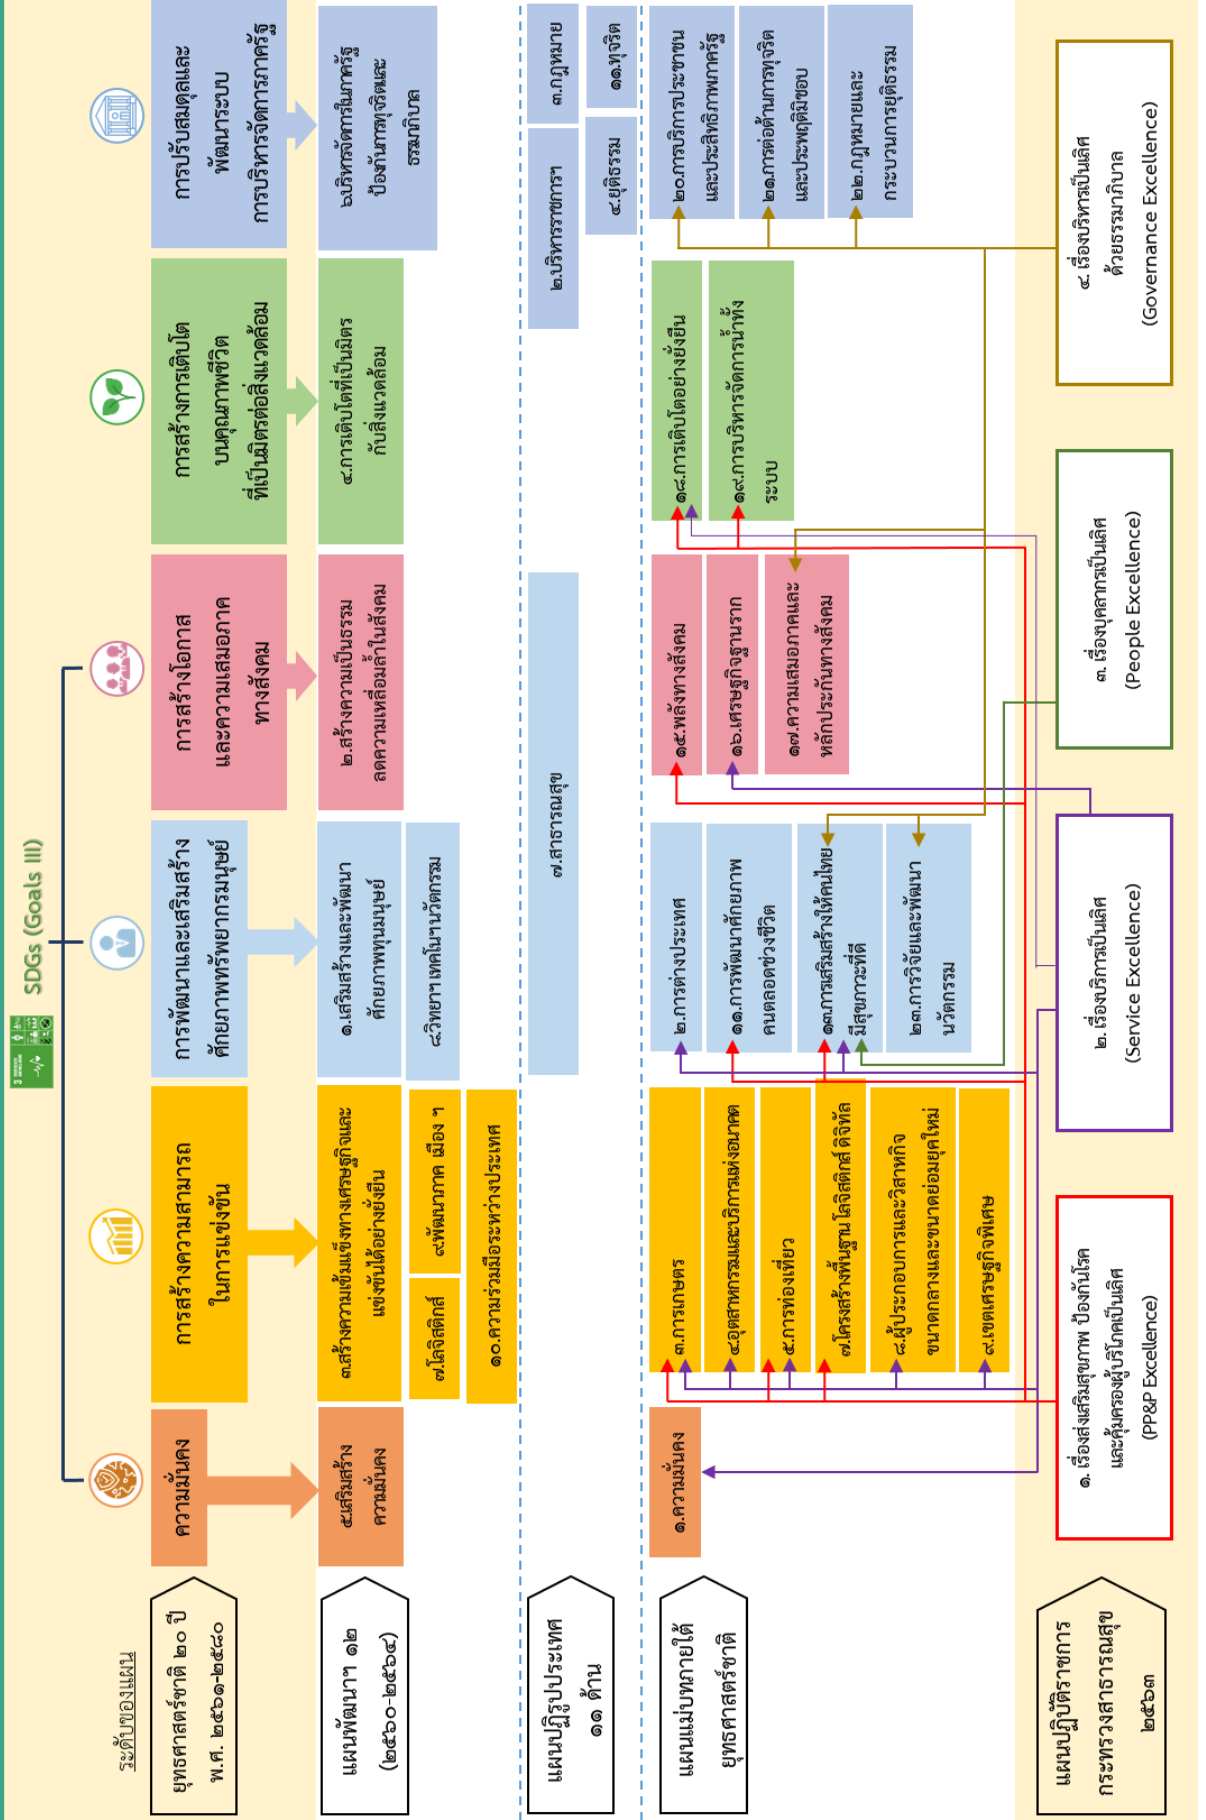 SDGs (Goals III)
ระดับของแผน
ยุทธศาสตร์ชาติ ๒๐ ปี
พ.ศ. ๒๕๖๑-๒๕๘๐
ความมั่นคง
การสร้างความสามารถ
ในการแข่งขัน
การพัฒนาและเสริมสร้าง
ศักยภาพทรัพยากรมนุษย์
การสร้างโอกาส
และความเสมอภาค
ทางสังคม
การสร้างการเติบโต
บนคุณภาพชีวิต
ที่เป็นมิตรต่อสิ่งแวดล้อม
การปรับสมดุลและ
พัฒนาระบบ
การบริหารจัดการภาครัฐ
แผนพัฒนาฯ ๑๒
(๒๕๖๐-๒๕๖๔)
๕.เสริมสร้าง
ความมั่นคง
๓.สร้างความเข้มแข็งทางเศรษฐกิจและ
แข่งขันได้อย่างยั่งยืน
๗.โลจิสติกส์
๙.พัฒนาภาค เมือง ฯ
๑๐.ความร่วมมือระหว่างประเทศ
๑.เสริมสร้างและพัฒนา
ศักยภาพทุนมนุษย์
๘.วิทยาฯ เทคโนฯ นวัตกรรม
๒.สร้างความเป็นธรรม
ลดความเหลื่อมล้ำในสังคม
๔.การเติบโตที่เป็นมิตร
กับสิ่งแวดล้อม
๖.บริหารจัดการในภาครัฐ
ป้องกันการทุจริตและ
ธรรมาภิบาล
แผนปฏิรูปประเทศ
๑๑ ด้าน
๗.สาธารณสุข
๒.บริหารราชการฯ
๓.กฎหมาย
๔.ยุติธรรม
๑๑.ทุจริต
แผนแม่บทภายใต้
ยุทธศาสตร์ชาติ
๑.ความมั่นคง
๓.การเกษตร
๔.อุตสาหกรรมและบริการแห่งอนาคต
๕.การท่องเที่ยว
๗.โครงสร้างพื้นฐาน โลจิสติกส์ ดิจิทัล
๘.ผู้ประกอบการและวิสาหกิจ
ขนาดกลางและขนาดย่อมยุคใหม่
๙.เขตเศรษฐกิจพิเศษ
๒.การต่างประเทศ
๑๑.การพัฒนาศักยภาพ
คนตลอดช่วงชีวิต
๑๓.การเสริมสร้างให้คนไทย
มีสุขภาวะที่ดี
๒๓.การวิจัยและพัฒนา
นวัตกรรม
๑๕.พลังทางสังคม
๑๖.เศรษฐกิจฐานราก
๑๗.ความเสมอภาคและ
หลักประกันทางสังคม
๑๘.การเติบโตอย่างยั่งยืน
๑๙.การบริหารจัดการน้ำทั้ง
ระบบ
๒๐.การบริการประชาชน
และประสิทธิภาพภาครัฐ
๒๑.การต่อต้านการทุจริต
และประพฤติมิชอบ
๒๒.กฎหมายและ
กระบวนการยุติธรรม
แผนปฏิบัติราชการ
กระทรวงสาธารณสุข
๒๕๖๓
๑. เรื่องส่งเสริมสุขภาพ ป้องกันโรค
และคุ้มครองผู้บริโภคเป็นเลิศ
(PP&P Excellence)
๒. เรื่องบริการเป็นเลิศ
(Service Excellence)
๓. เรื่องบุคลากรเป็นเลิศ
(People Excellence)
๔. เรื่องบริหารเป็นเลิศ
ด้วยธรรมาภิบาล
(Governance Excellence)